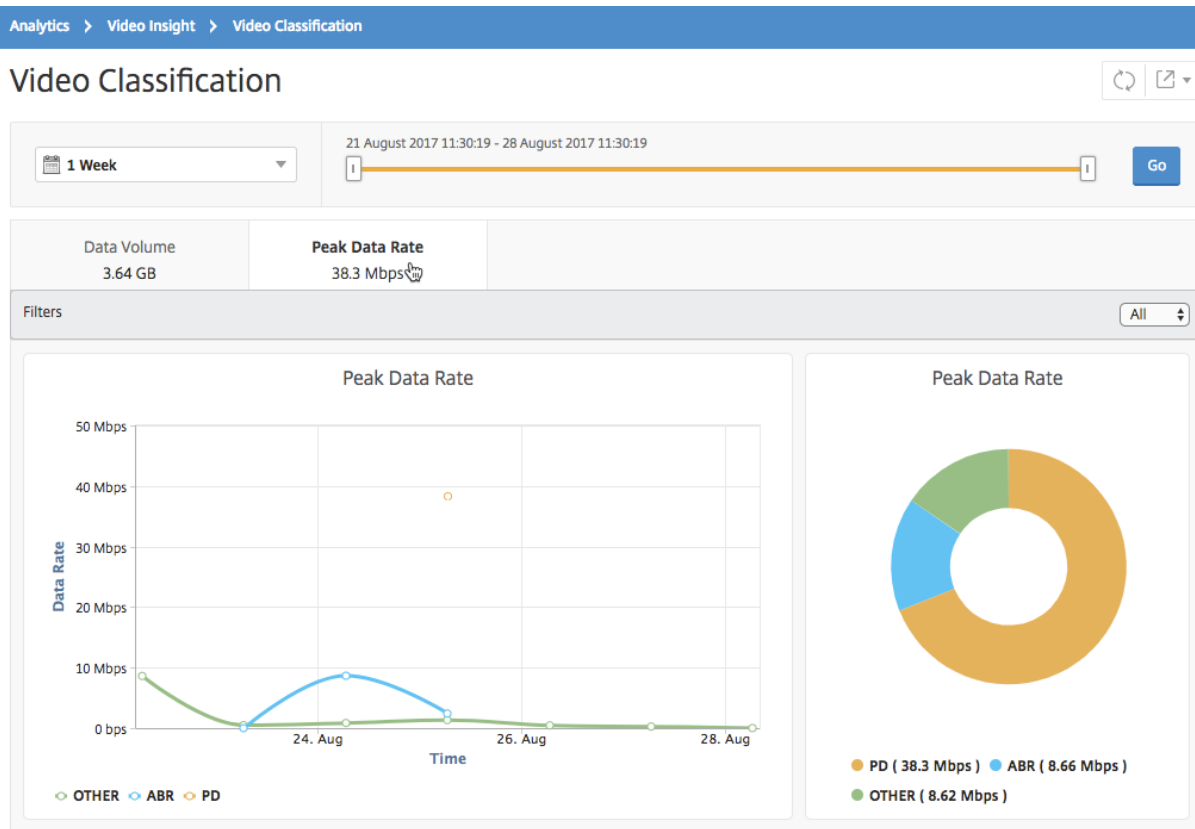 Analytics > Video Insight > Video Classification
Video Classification
1 Week
21 August 2017 11:30:19 - 28 August 2017 11:30:19
Go
Data Volume
3.64 GB
Peak Data Rate
38.3 Mbps
Filters
All
Peak Data Rate
50 Mbps
40 Mbps
30 Mbps
20 Mbps
10 Mbps
0 bps
Data Rate
24. Aug
26. Aug
28. Aug
Time
OTHER ABR PD
Peak Data Rate
PD ( 38.3 Mbps ) ABR ( 8.66 Mbps )
OTHER ( 8.62 Mbps )